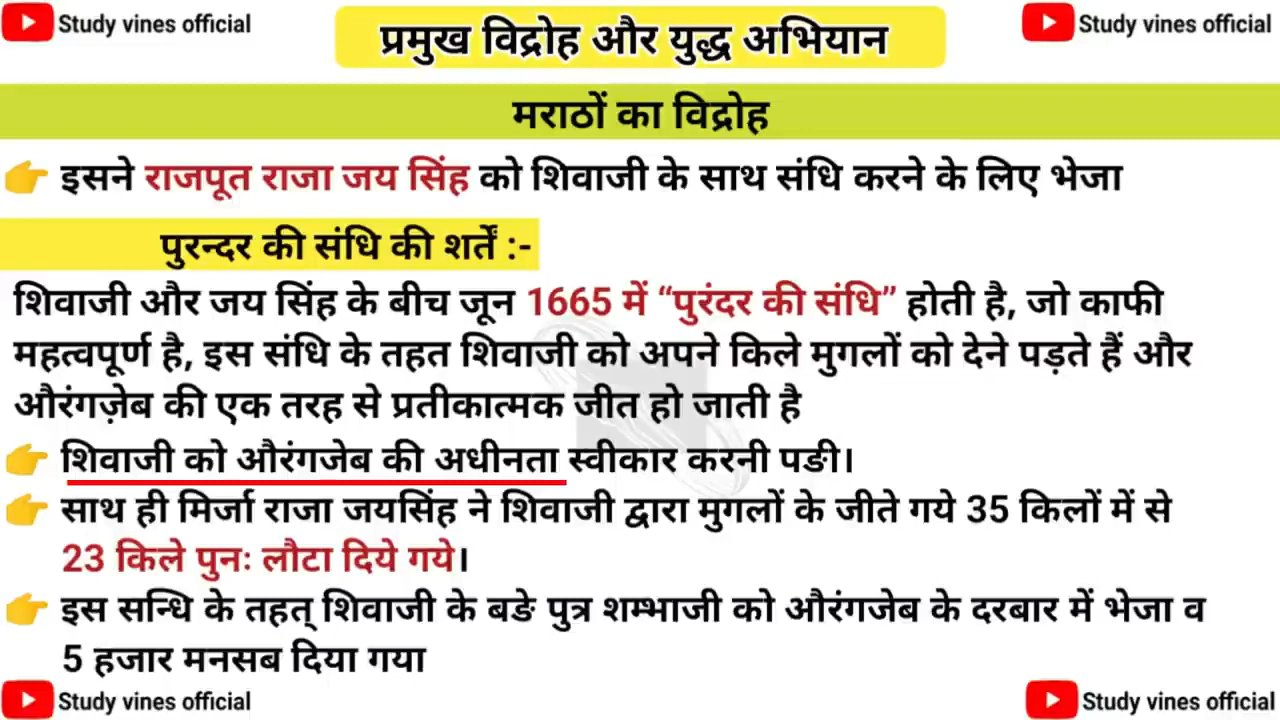 Study vines official
Study vines official
प्रमुख विद्रोह और युद्ध अभियान
मराठों का विद्रोह
👉 इसने राजपूत राजा जय सिंह को शिवाजी के साथ संधि करने के लिए भेजा
पुरन्दर की संधि की शर्तें :-
शिवाजी और जय सिंह के बीच जून 1665 में “पुरंदर की संधि” होती है, जो काफी
महत्वपूर्ण है, इस संधि के तहत शिवाजी को अपने किले मुगलों को देने पड़ते हैं और
औरंगज़ेब की एक तरह से प्रतीकात्मक जीत हो जाती है
👉 शिवाजी को औरंगजेब की अधीनता स्वीकार करनी पङी।
👉 साथ ही मिर्जा राजा जयसिंह ने शिवाजी द्वारा मुगलों के जीते गये 35 किलों में से
23 किले पुनः लौटा दिये गये।
👉 इस सन्धि के तहत् शिवाजी के बङे पुत्र शम्भाजी को औरंगजेब के दरबार में भेजा व
5 हजार मनसब दिया गया
Study vines official
Study vines official